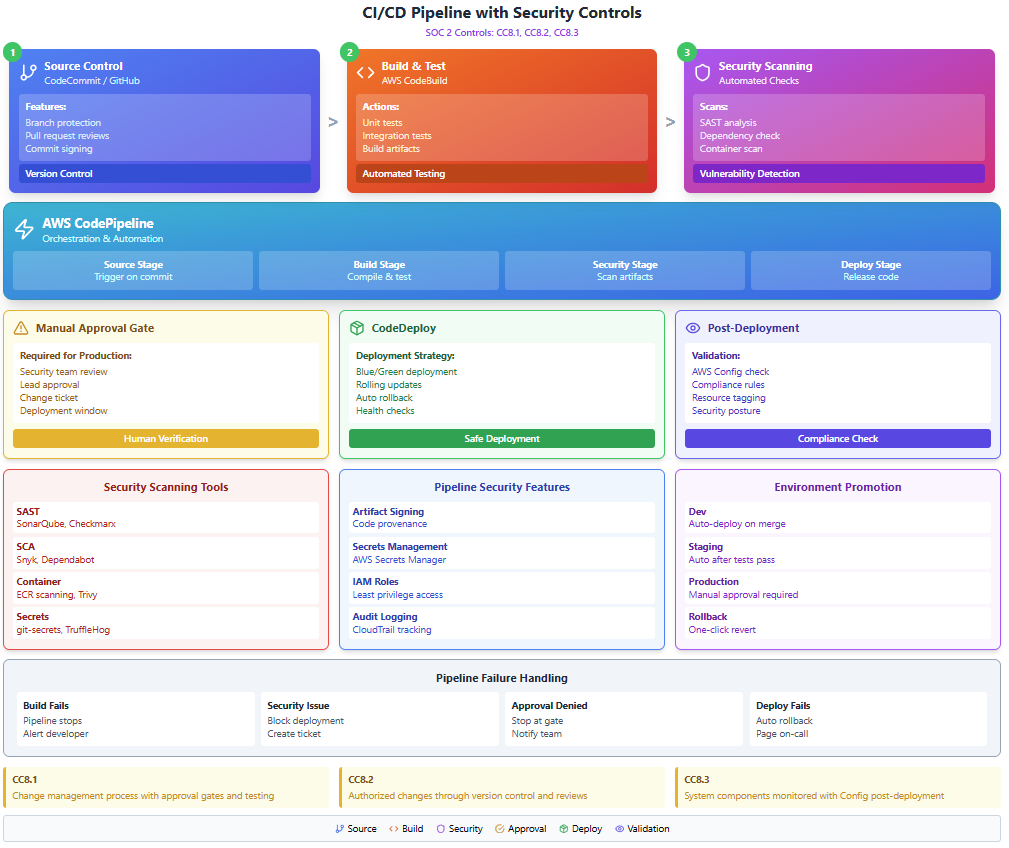 CI/CD Pipeline with Security Controls
SOC 2 Controls: CC8.1, CC8.2, CC8.3
1
Source Control
CodeCommit / GitHub
Features:
Branch protection
Pull request reviews
Commit signing
Version Control
>
2
Build & Test
AWS CodeBuild
Actions:
Unit tests
Integration tests
Build artifacts
Automated Testing
>
3
Security Scanning
Automated Checks
Scans:
SAST analysis
Dependency check
Container scan
Vulnerability Detection
AWS CodePipeline
Orchestration & Automation
Source Stage
Trigger on commit
Build Stage
Compile & test
Security Stage
Scan artifacts
Deploy Stage
Release code
Manual Approval Gate
Required for Production:
Security team review
Lead approval
Change ticket
Deployment window
Human Verification
CodeDeploy
Deployment Strategy:
Blue/Green deployment
Rolling updates
Auto rollback
Health checks
Safe Deployment
Post-Deployment
Validation:
AWS Config check
Compliance rules
Resource tagging
Security posture
Compliance Check
Security Scanning Tools
SAST
SonarQube, Checkmarx
SCA
Snyk, Dependabot
Container
ECR scanning, Trivy
Secrets
git-secrets, TruffleHog
Pipeline Security Features
Artifact Signing
Code provenance
Secrets Management
AWS Secrets Manager
IAM Roles
Least privilege access
Audit Logging
CloudTrail tracking
Environment Promotion
Dev
Auto-deploy on merge
Staging
Auto after tests pass
Production
Manual approval required
Rollback
One-click revert
Pipeline Failure Handling
Build Fails
Pipeline stops
Alert developer
Security Issue
Block deployment
Create ticket
Approval Denied
Stop at gate
Notify team
Deploy Fails
Auto rollback
Page on-call
CC8.1
Change management process with approval gates and testing
CC8.2
Authorized changes through version control and reviews
CC8.3
System components monitored with Config post-deployment
Source Build Security Approval Deploy Validation